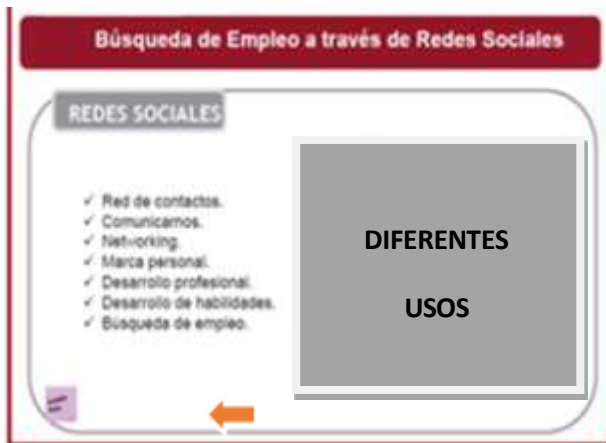 Búsqueda de Empleo a través de Redes Sociales
REDES SOCIALES
✓ Red de contactos.
✓ Comunicarnos.
✓ Networking.
✓ Marca personal.
✓ Desarrollo profesional.
✓ Desarrollo de habilidades.
✓ Búsqueda de empleo.
DIFERENTES
USOS